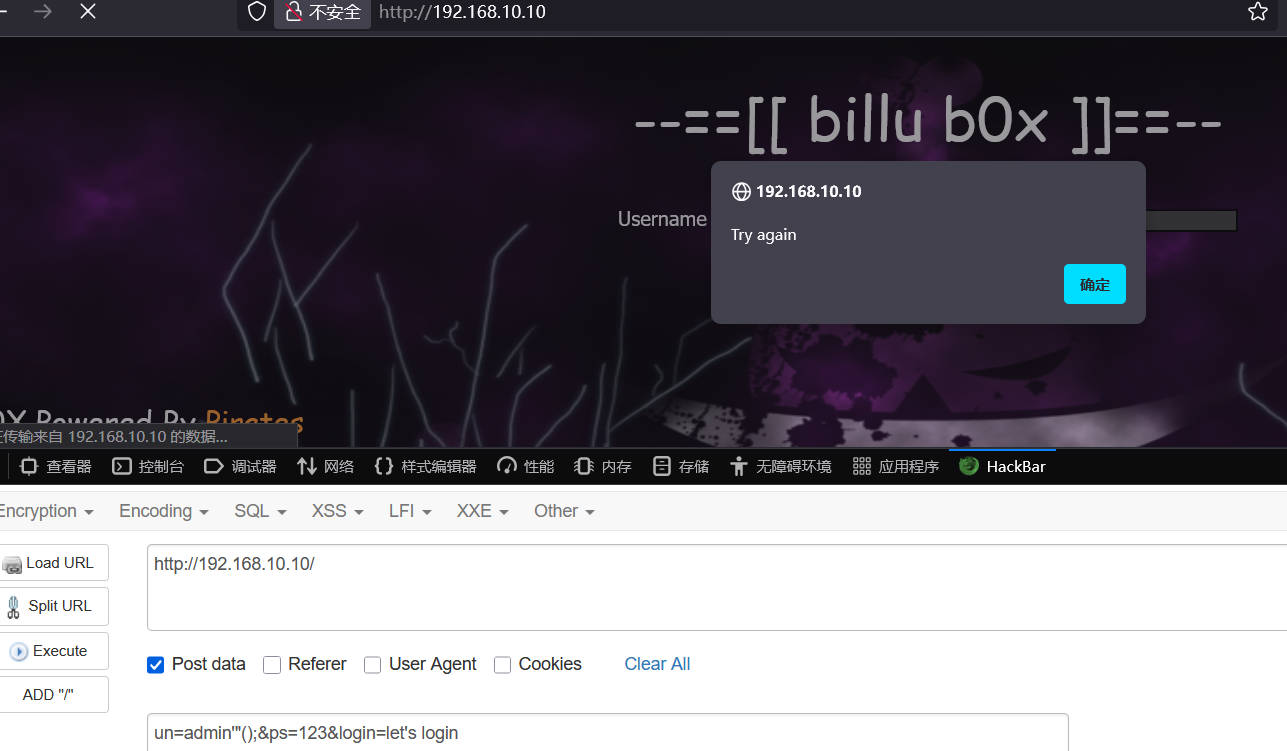 不安全 http://192.168.10.10
--==[[ billu b0x ]]==--
192.168.10.10
Username
Try again
确定
0X Powered By Pirates
传输来自 192.168.10.10 的数据...
查看器 控制台 调试器 网络 样式编辑器 性能 内存 存储 无障碍环境 应用程序 HackBar
Encryption Encoding SQL XSS LFI XXE Other
Load URL http://192.168.10.10/
Split URL
Execute
Post data Referer User Agent Cookies Clear All
ADD "/"
un=admin'"();&ps=123&login=let's login